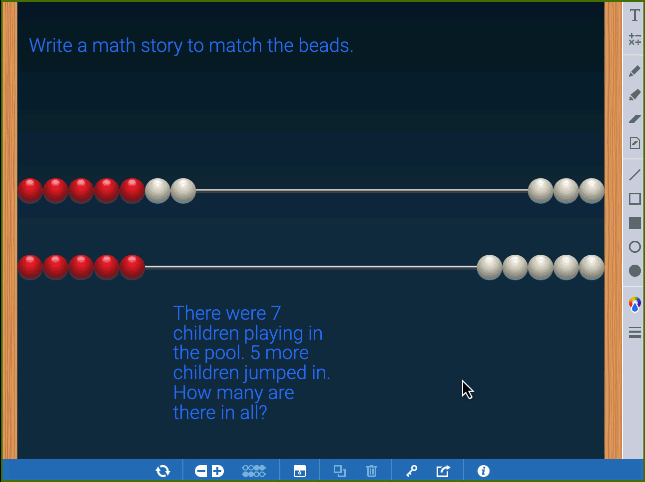 Write a math story to match the beads.
There were 7
children playing in
the pool. 5 more
children jumped in.
How many are
there in all?
T